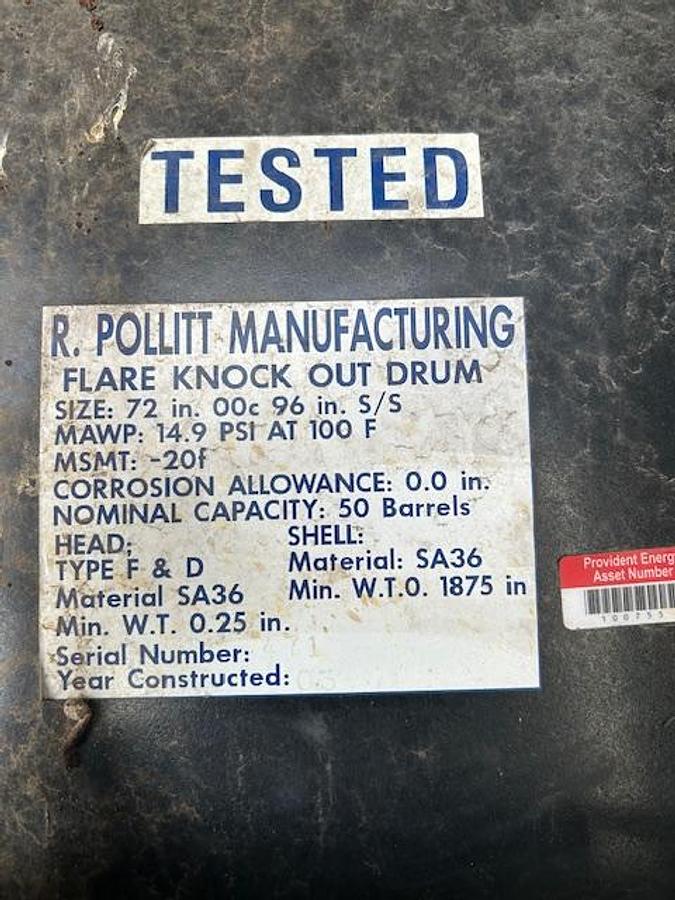 TESTED
R. POLLITT MANUFACTURING
FLARE KNOCK OUT DRUM
SIZE: 72 in. 00c 96 in. S/S
MAWP: 14.9 PSI AT 100 F
MSMT: -20f
CORROSION ALLOWANCE: 0.0 in.
NOMINAL CAPACITY: 50 Barrels
HEAD;
TYPE F & D
Material SA36
Min. W.T. 0.25 in.
SHELL:
Material: SA36
Min. W.T.O. 1875 in
Serial Number:
Year Constructed:
Provident Energy
Asset Number